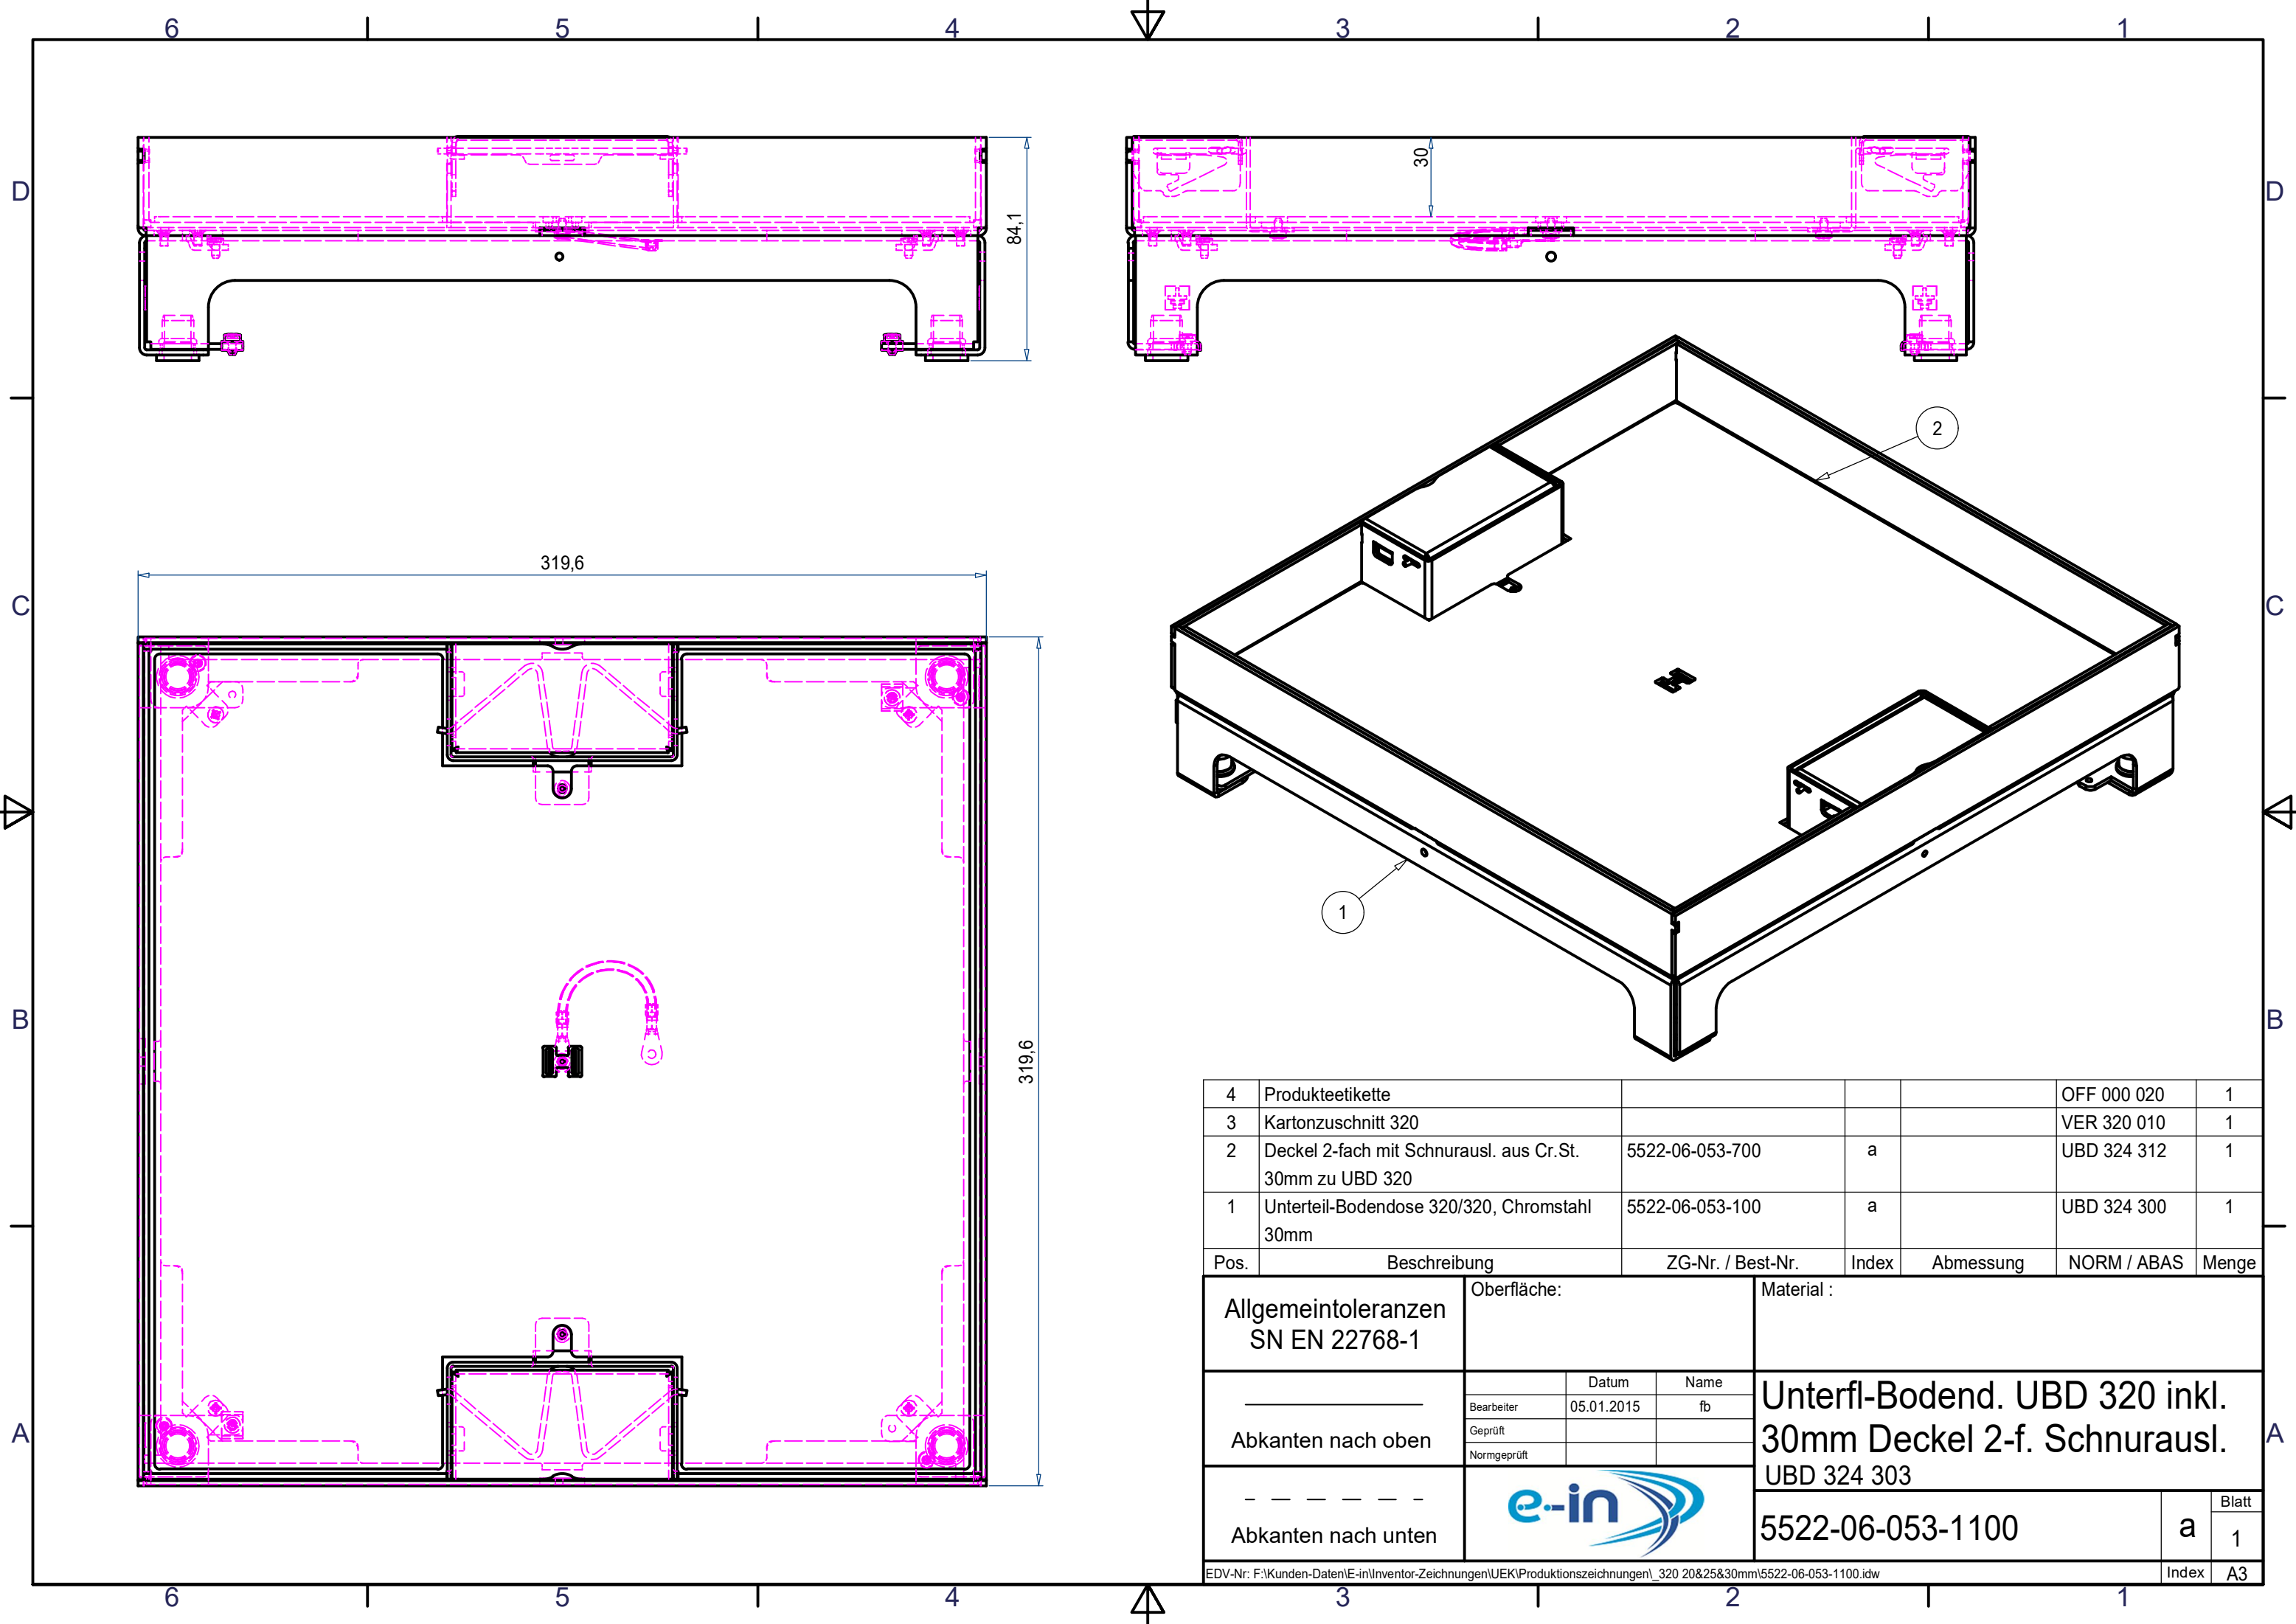 6 5 4 3 2 1
D D
84,1
30
2
319,6
C C
1
B B
319,6
4 Produkteetikette OFF 000 020 1
3 Kartonzuschnitt 320 VER 320 010 1
2 Deckel 2-fach mit Schnurausl. aus Cr.St. 5522-06-053-700 a UBD 324 312 1
30mm zu UBD 320
1 Unterteil-Bodendose 320/320, Chromstahl 5522-06-053-100 a UBD 324 300 1
30mm
Pos. Beschreibung ZG-Nr. / Best-Nr. Index Abmessung NORM / ABAS Menge
Allgemeintoleranzen
SN EN 22768-1
Oberfläche:
Material :
Abkanten nach oben
Datum Name
Bearbeiter 05.01.2015 fb
Geprüft
Normgeprüft
Unterfl-Bodend. UBD 320 inkl.
30mm Deckel 2-f. Schnurausl.
UBD 324 303
A A
Abkanten nach unten
e-in
5522-06-053-1100
a
Blatt
1
EDV-Nr: F:\Kunden-Daten\E-in\Inventor-Zeichnungen\UEK\Produktionszeichnungen\_320 20&25&30mm\5522-06-053-1100.idw
Index A3
6 5 4 3 2 1